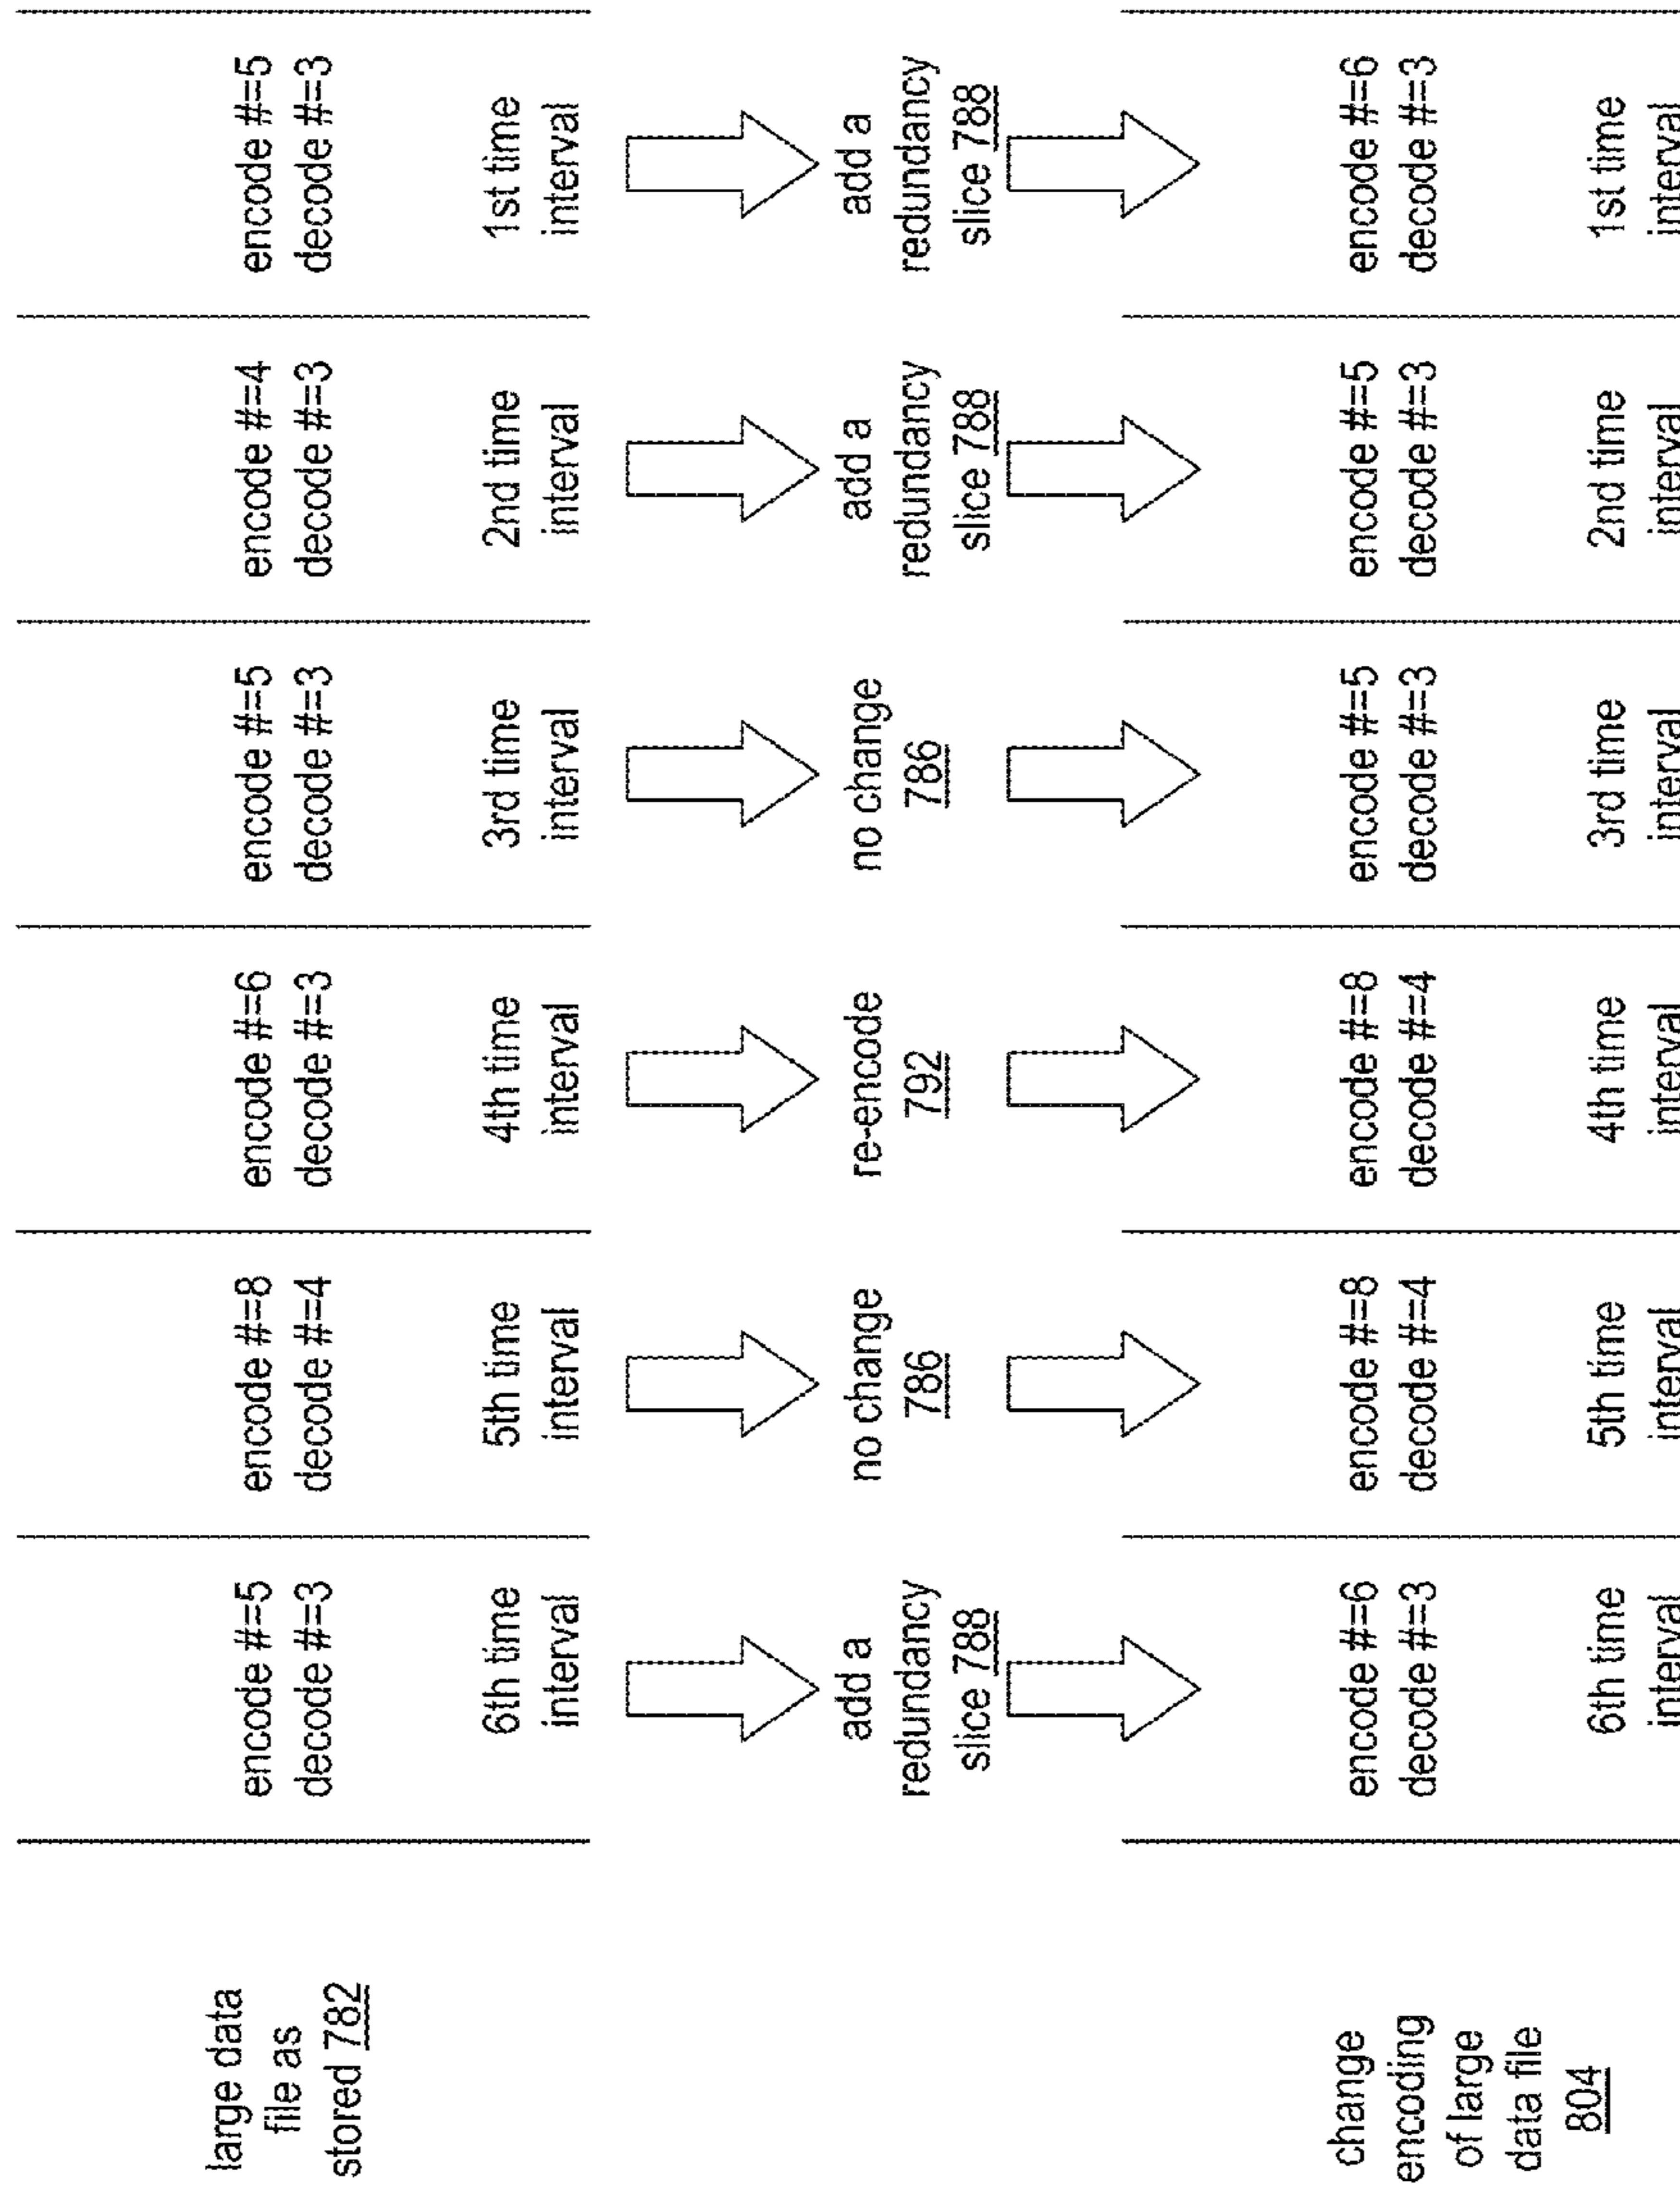 large data
file as
stored 782
encode #=5
decode #=3
6th time
interval
encode #=8
decode #=4
5th time
interval
encode #=6
decode #=3
4th time
interval
encode #=5
decode #=3
3rd time
interval
encode #=4
decode #=3
2nd time
interval
encode #=5
decode #=3
1st time
interval
add a
redundancy
slice 788
no change
786
re-encode
792
no change
786
add a
redundancy
slice 788
add a
redundancy
slice 788
change
encoding
of large
data file
804
encode #=6
decode #=3
6th time
interval
encode #=8
decode #=4
5th time
interval
encode #=8
decode #=4
4th time
interval
encode #=5
decode #=3
3rd time
interval
encode #=5
decode #=3
2nd time
interval
encode #=6
decode #=3
1st time
interval